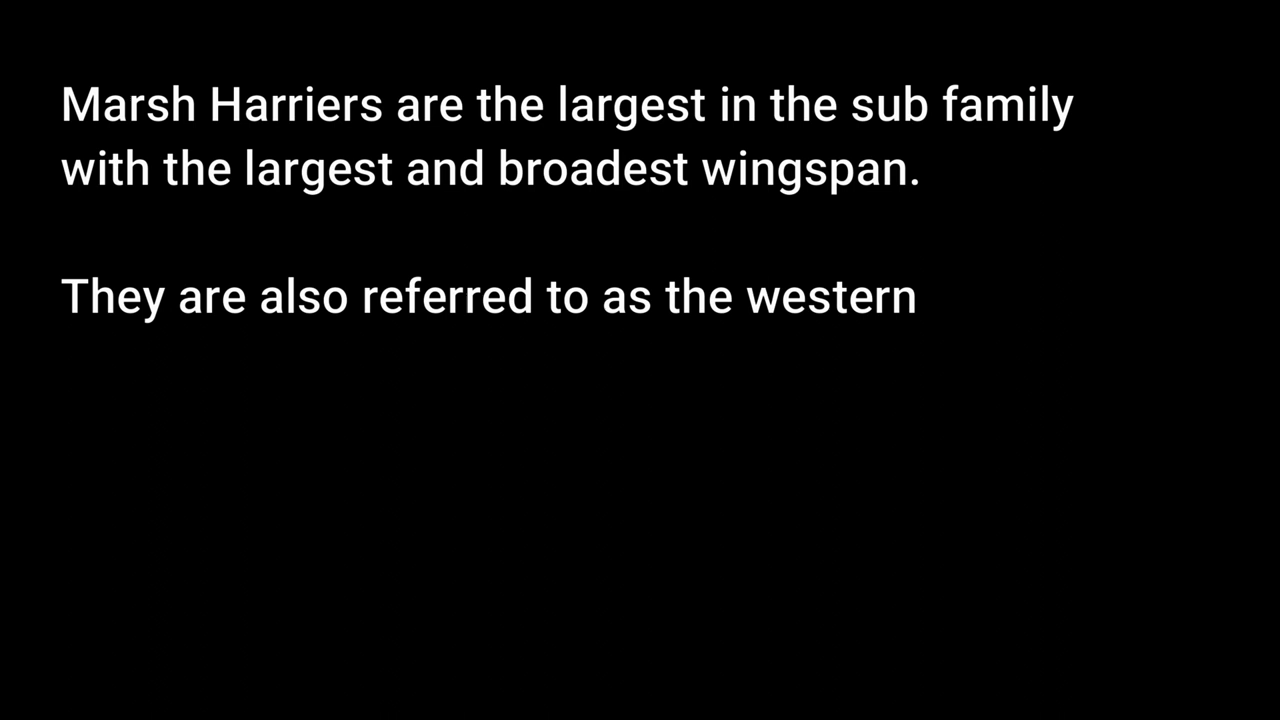 Marsh Harriers are the largest in the sub family
with the largest and broadest wingspan.
They are also referred to as the western